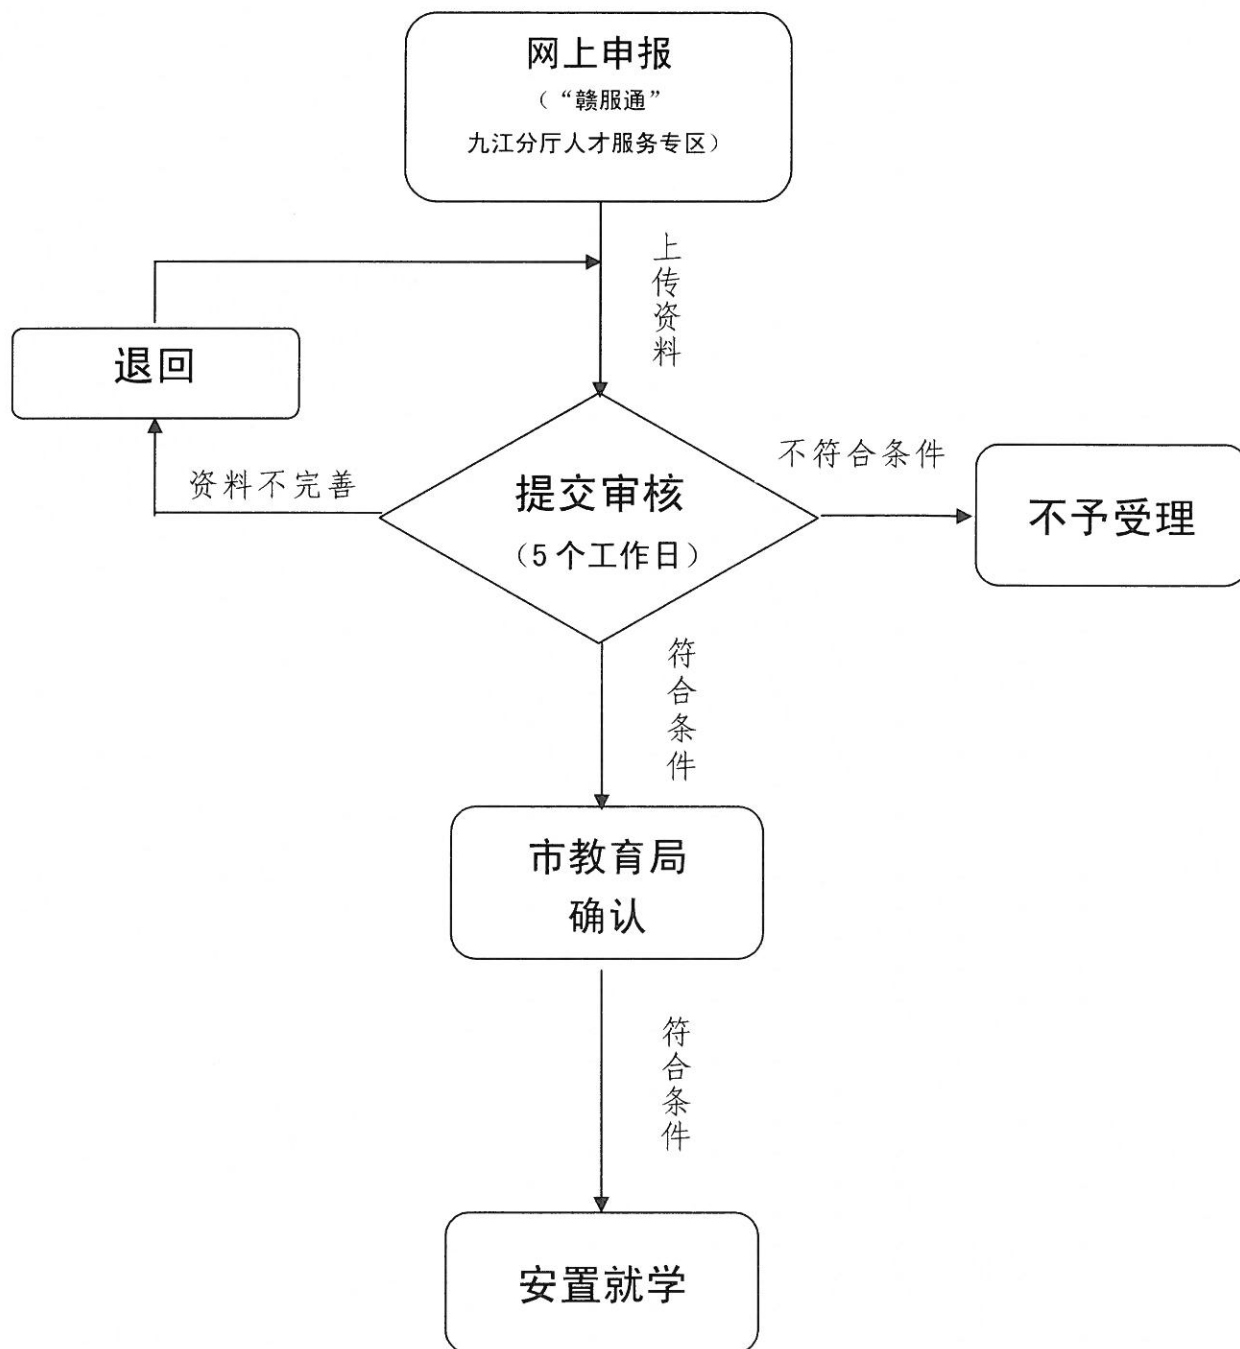 网上申报
（“赣服通”
九江分厅人才服务专区）
上传资料
退回
资料不完善
提交审核
（5个工作日）
不符合条件
不予受理
符合条件
市教育局
确认
符合条件
安置就学